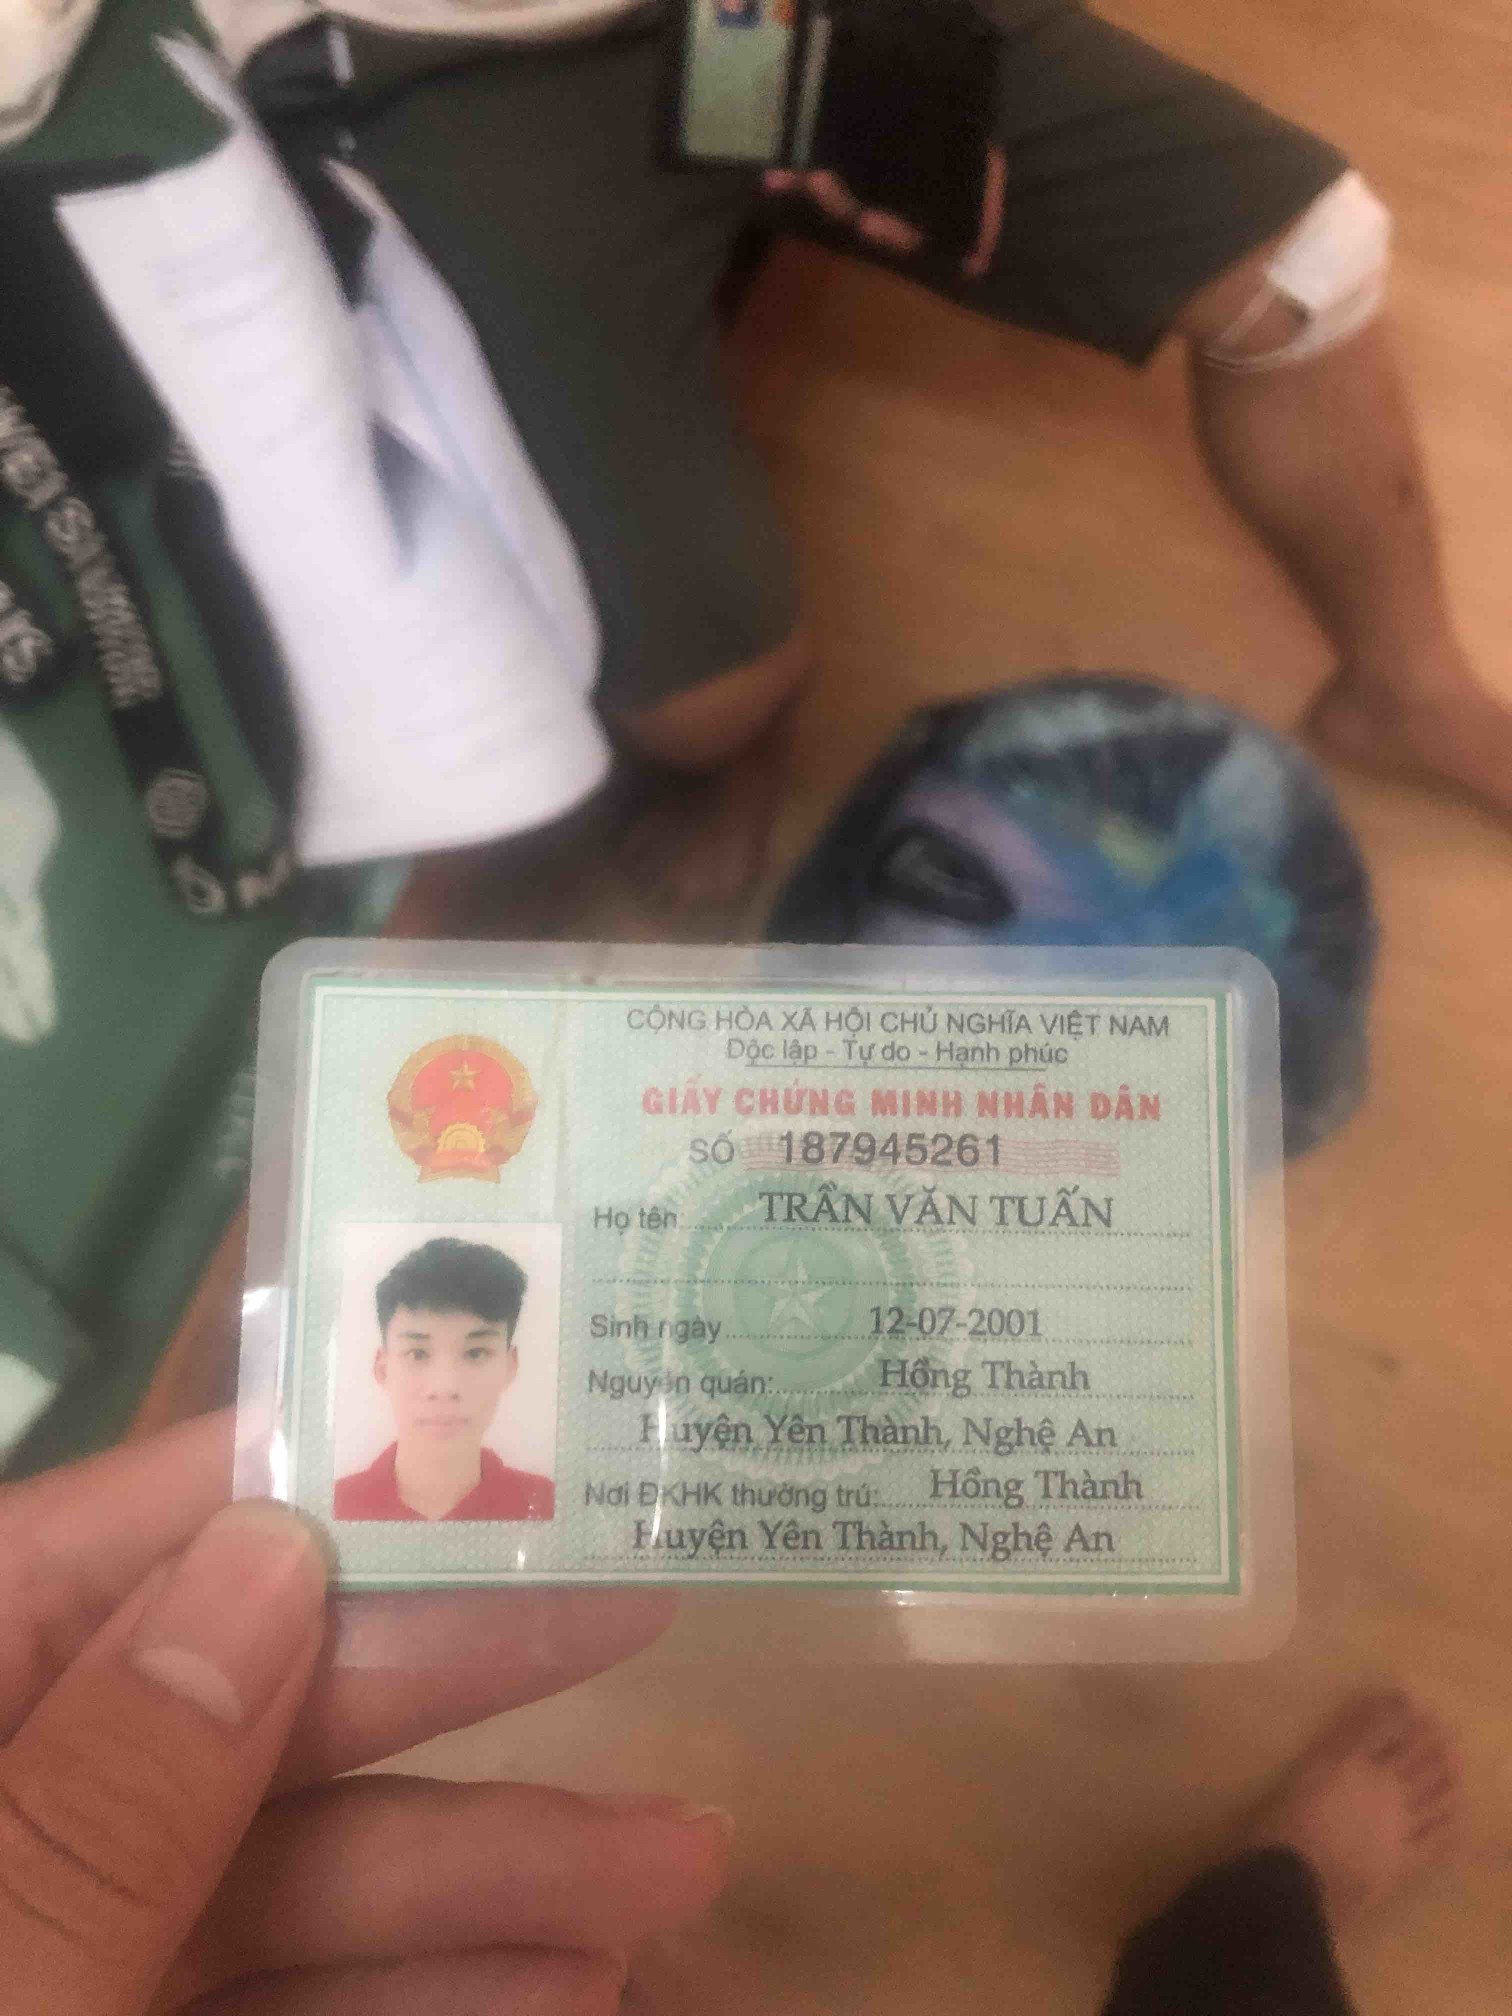 CỘNG HÒA XÃ HỘI CHỦ NGHĨA VIỆT NAM
Độc lập - Tự do - Hạnh phúc
GIẤY CHỨNG MINH NHÂN DÂN
SỐ 187945261
Họ tên: TRẦN VĂN TUẤN
Sinh ngày 12-07-2001
Nguyên quán: Hồng Thành
Huyện Yên Thành, Nghệ An
Nơi ĐKHK thường trú: Hồng Thành
Huyện Yên Thành, Nghệ An